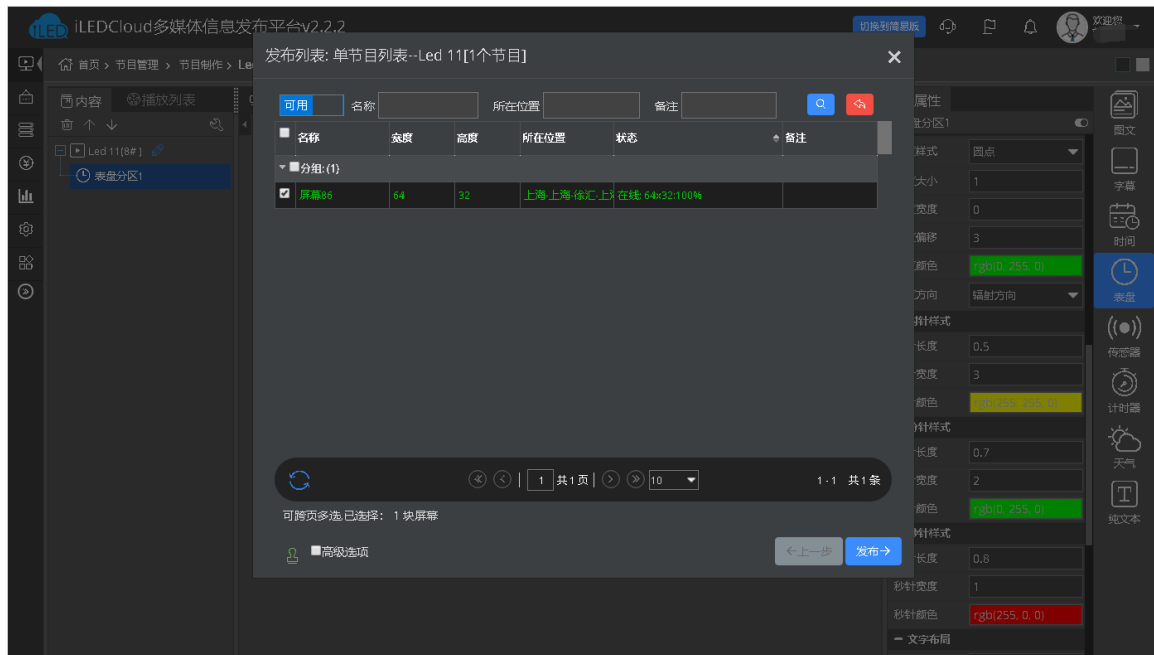 iLED iLEDCloud多媒体信息发布平台v2.2.2
切换到简易版
欢迎您
首页 > 节目管理 > 节目制作 > Le
内容
播放列表
Led 11[8#]
表盘分区1
发布列表: 单节目列表--Led 11[1个节目]
可用 名称 所在位置 备注
名称 宽度 高度 所在位置 状态 备注
分组: (1)
屏幕86 64 32 上海-上海-徐汇-上 在线: 64x32:100%
1 共1页 10 1 - 1 共1条
可跨页多选,已选择: 1 块屏幕
高级选项
←上一步 发布→
属性
盘分区1
样式 圆点
大小 1
宽度 0
偏移 3
颜色 rgb(0, 255, 0)
方向 辐射方向
针样式
长度 0.5
宽度 3
颜色 rgb(255, 255, 0)
针样式
长度 0.7
宽度 2
颜色 rgb(0, 255, 0)
针样式
长度 0.8
秒针宽度 1
秒针颜色 rgb(255, 0, 0)
文字布局
图文
字幕
时间
表盘
传感器
计时器
天气
纯文本